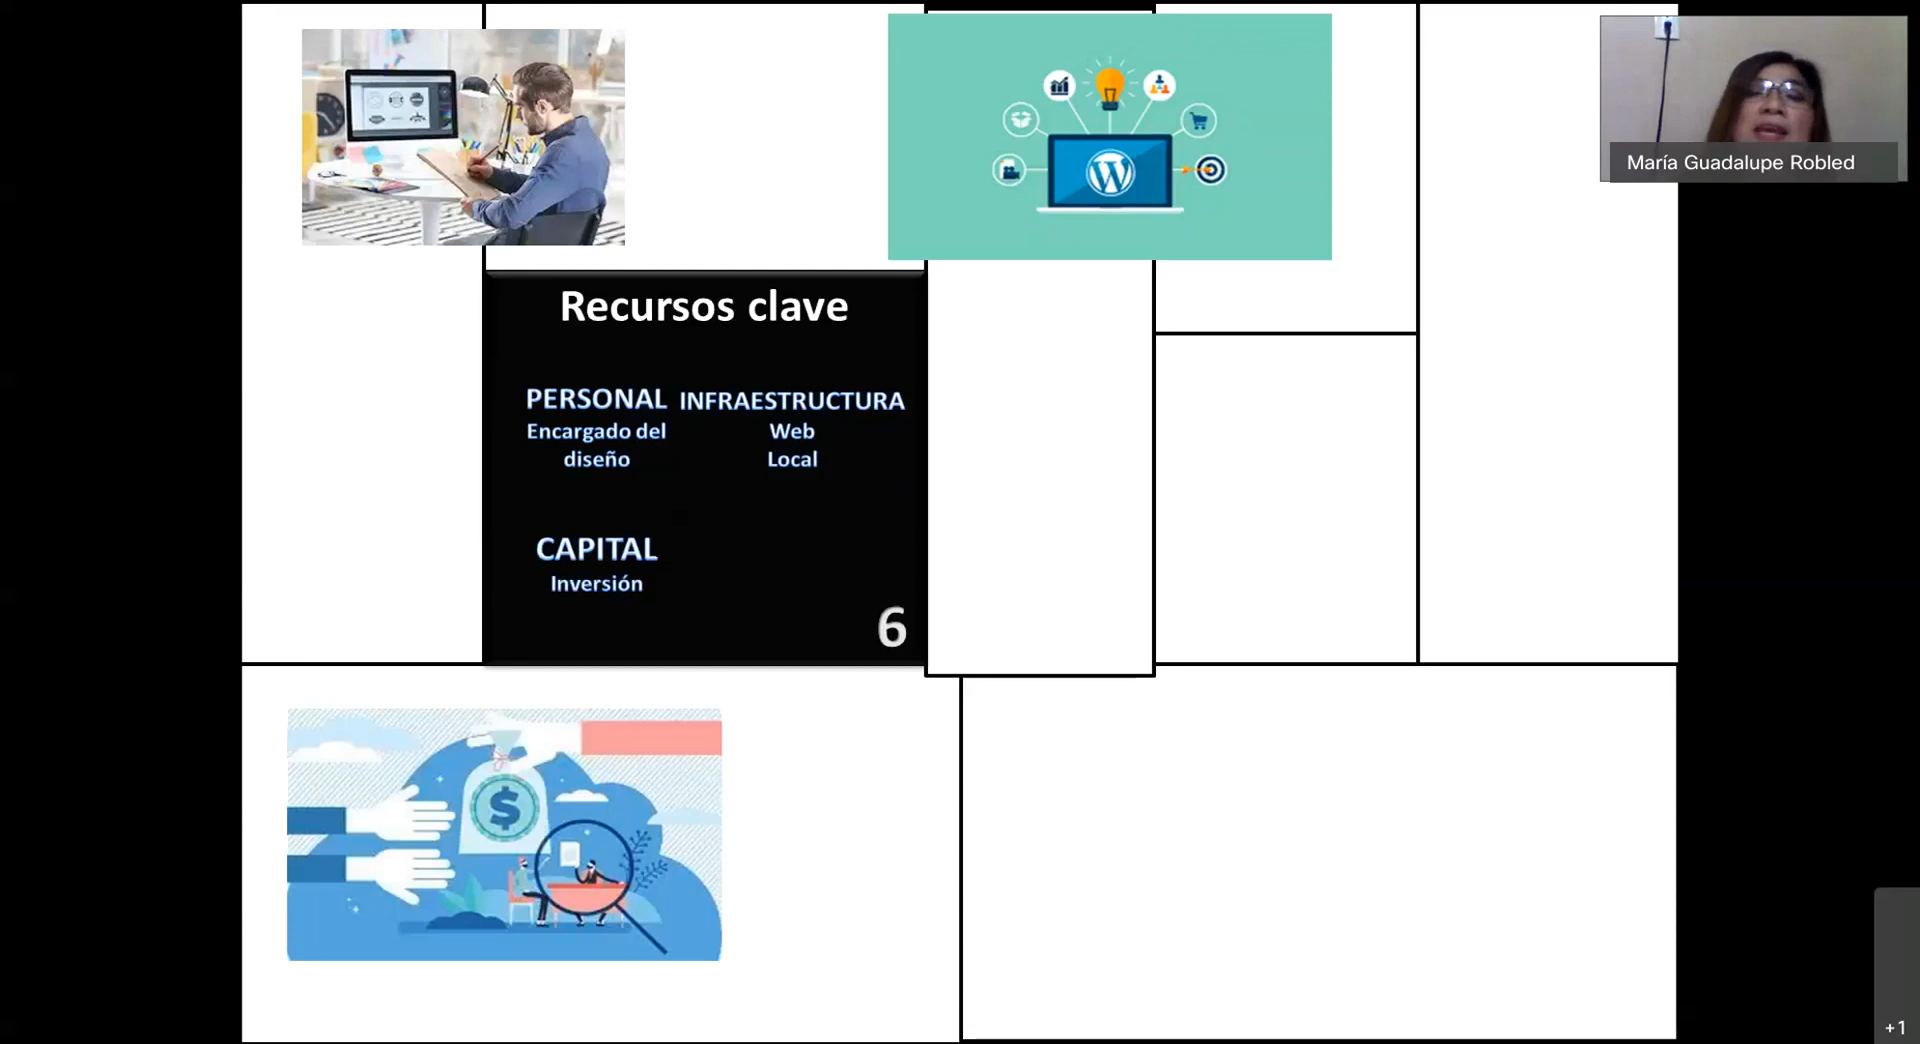 María Guadalupe Robled
Recursos clave
PERSONAL
Encargado del
diseño
INFRAESTRUCTURA
Web
Local
CAPITAL
Inversión
6
$
+1